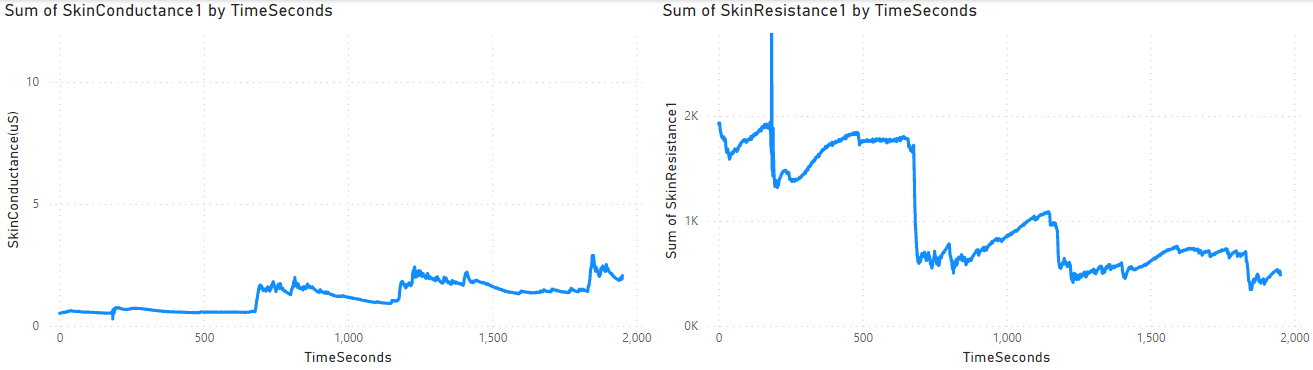 Sum of SkinConductance1 by TimeSeconds
SkinConductance(uS)
10
5
0
0 500 1,000 1,500 2,000
TimeSeconds
Sum of SkinResistance1 by TimeSeconds
Sum of SkinResistance1
2K
1K
0K
0 500 1,000 1,500 2,000
TimeSeconds